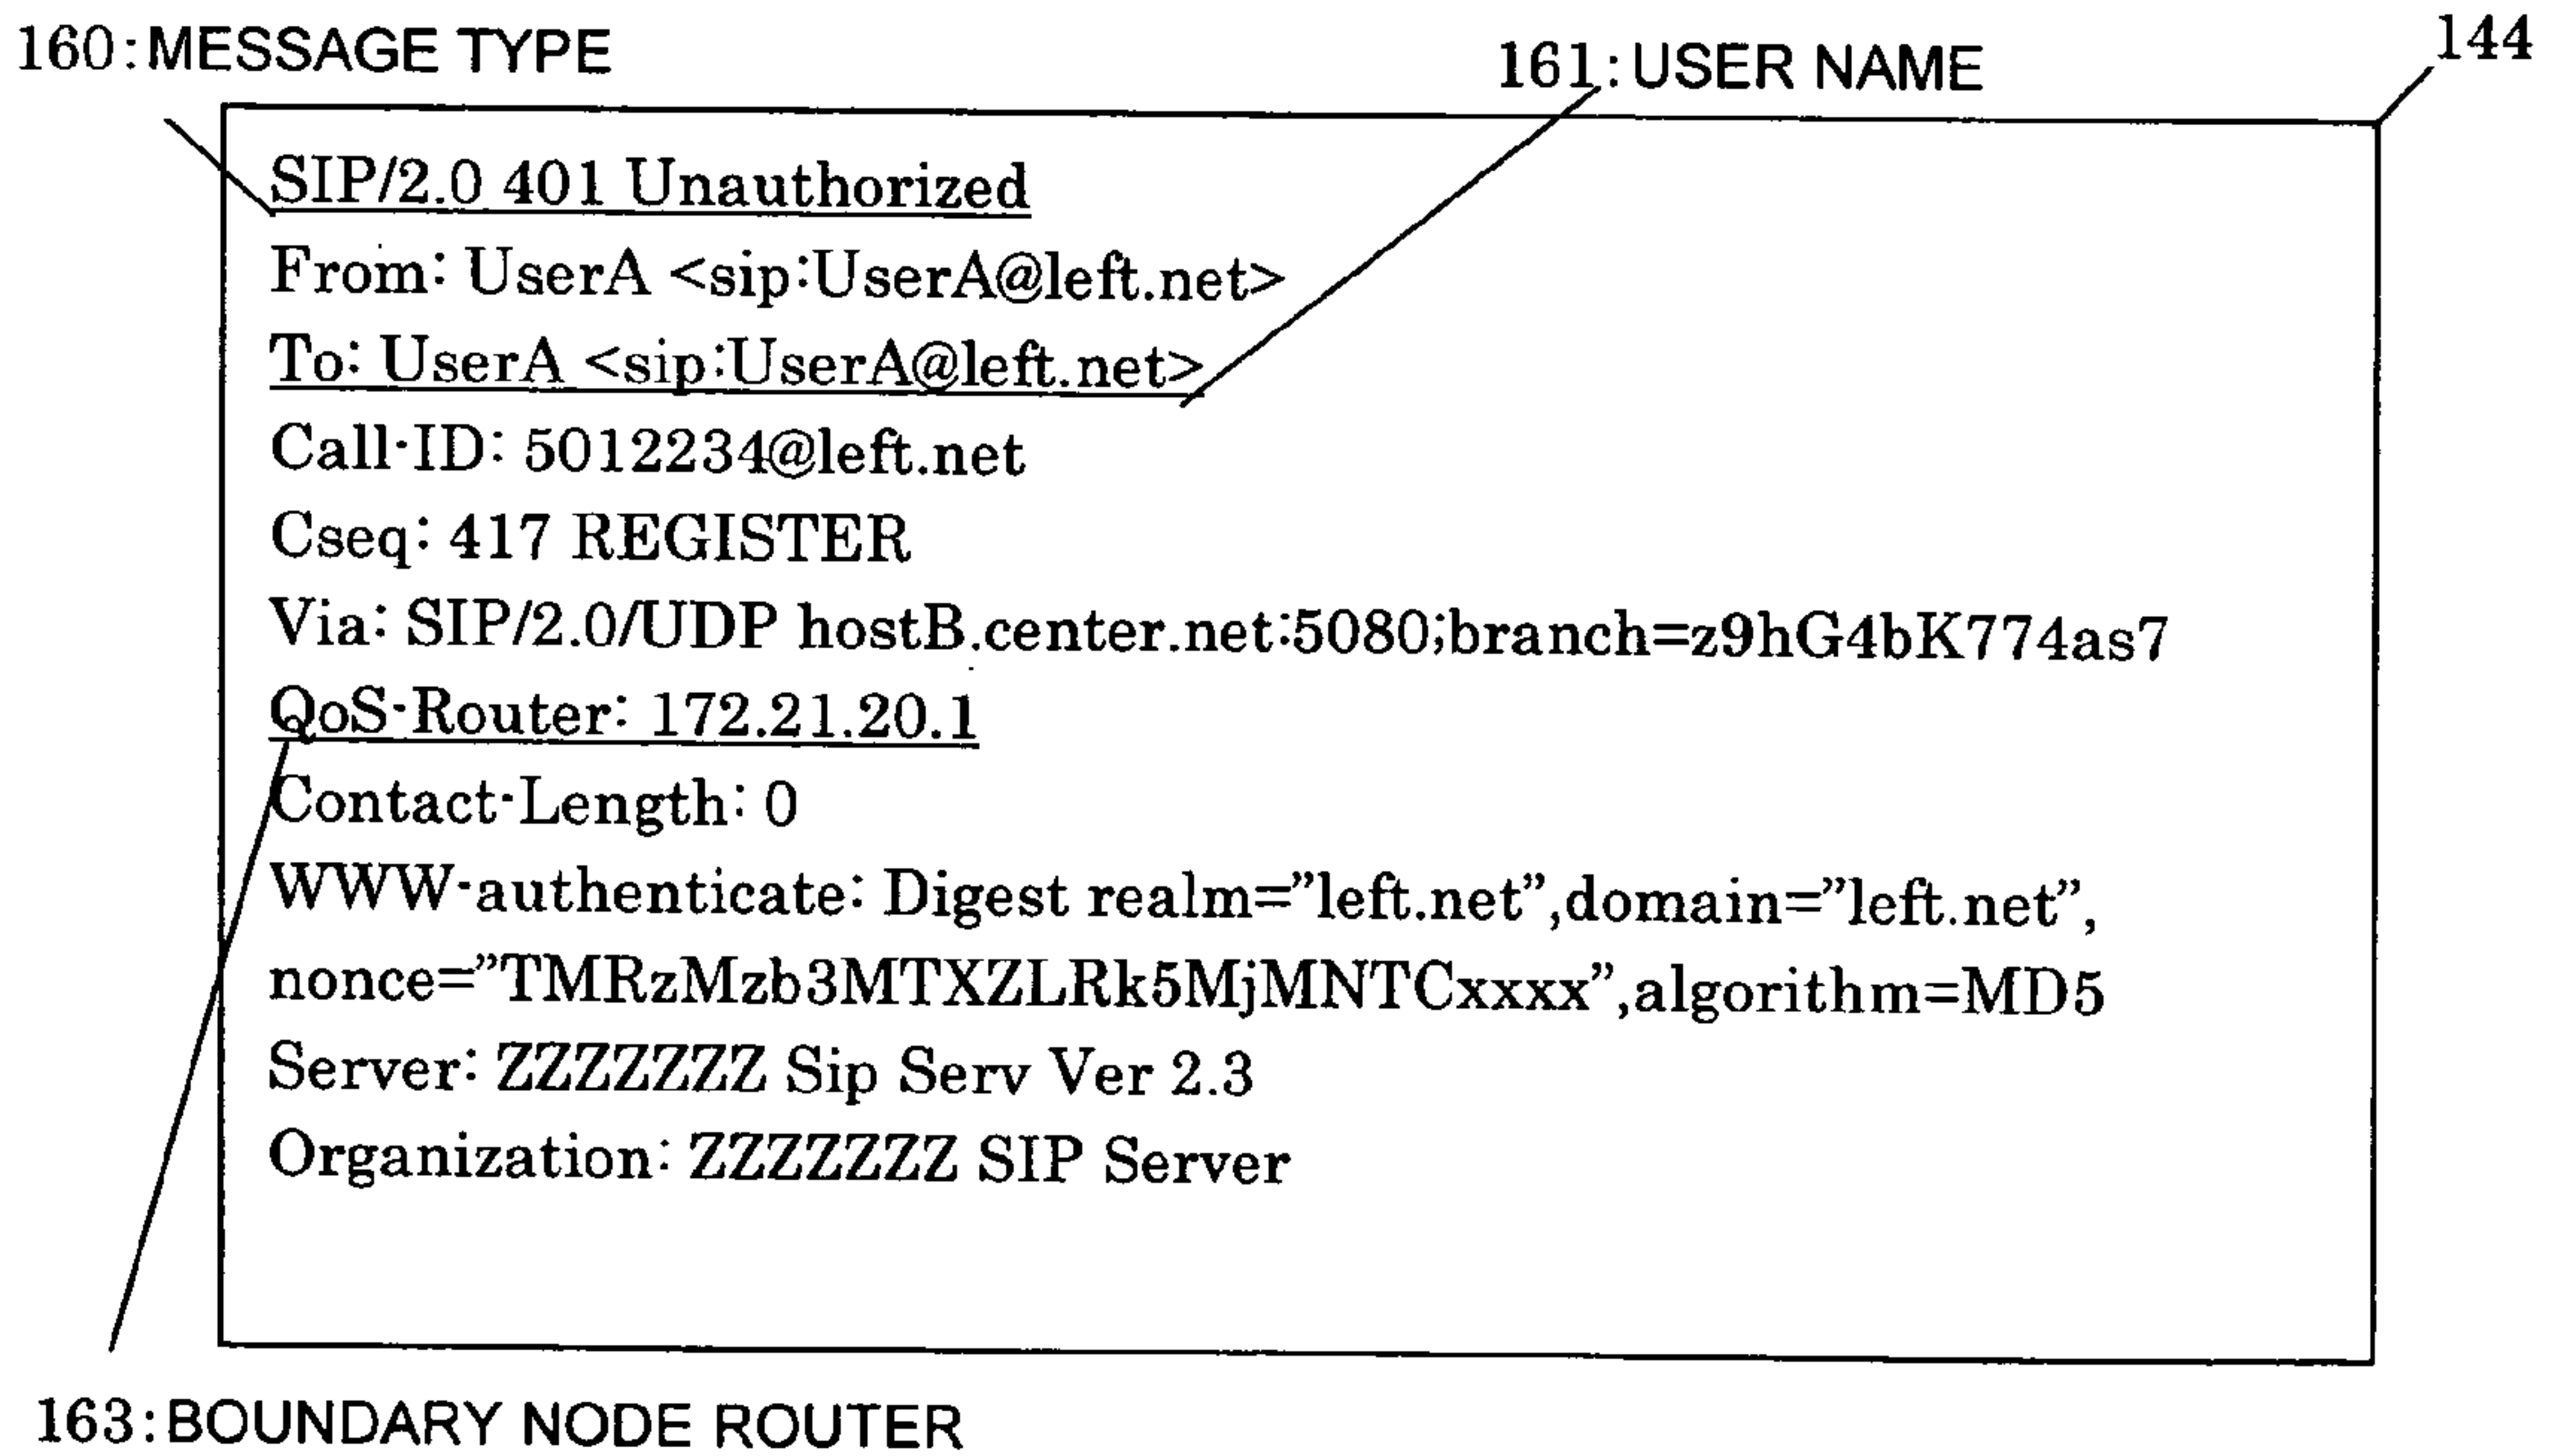 160:MESSAGE TYPE
161:USER NAME
144
SIP/2.0 401 Unauthorized
From: UserA <sip:UserA@left.net>
To: UserA <sip:UserA@left.net>
Call-ID: 5012234@left.net
Cseq: 417 REGISTER
Via: SIP/2.0/UDP hostB.center.net:5080;branch=z9hG4bK774as7
QoS-Router: 172.21.20.1
Contact-Length: 0
WWW-authenticate: Digest realm=”left.net”,domain=”left.net”,
nonce=”TMRzMzb3MTXZLRk5MjMNTCxxxx”,algorithm=MD5
Server: ZZZZZZZ Sip Serv Ver 2.3
Organization: ZZZZZZZ SIP Server
163:BOUNDARY NODE ROUTER